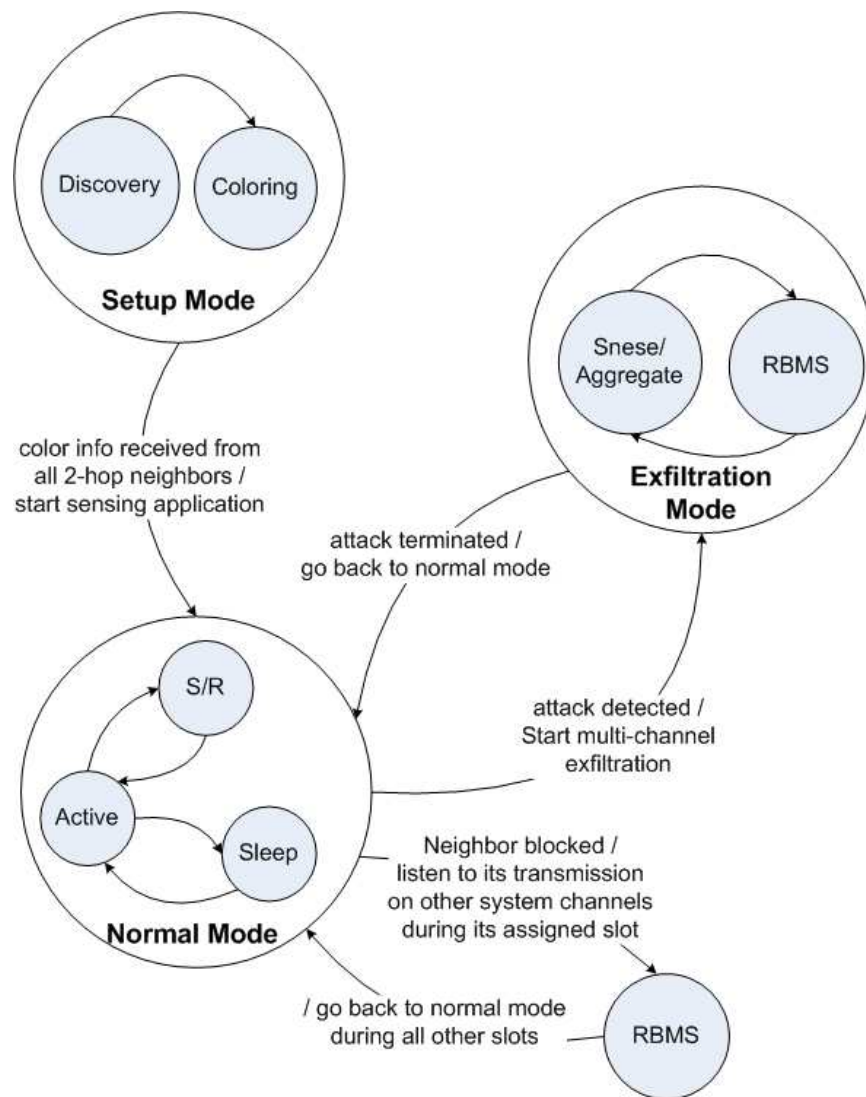 Discovery
Coloring
Setup Mode
Snese/
Aggregate
RBMS
Exfiltration
Mode
color info received from
all 2-hop neighbors /
start sensing application
attack terminated /
go back to normal mode
S/R
Active
Sleep
Normal Mode
attack detected /
Start multi-channel
exfiltration
Neighbor blocked /
listen to its transmission
on other system channels
during its assigned slot
/ go back to normal mode
during all other slots
RBMS